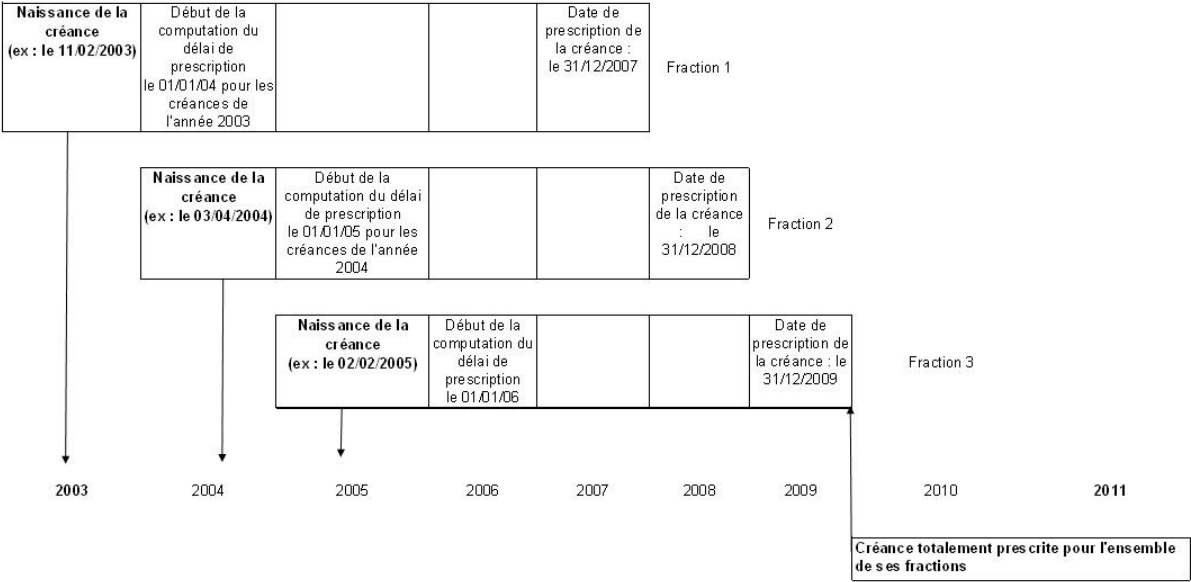 Naissance de la
créance
(ex : le 11/02/2003)
Début de la
computation du
délai de
prescription
le 01/01/04 pour les
créances de
l'année 2003
Date de
prescription de
la créance :
le 31/12/2007
Fraction 1
Naissance de la
créance
(ex : le 03/04/2004)
Début de la
computation du délai
de prescription
le 01/01/05 pour les
créances de l'année
2004
Date de
prescription
de la créance
: le
31/12/2008
Fraction 2
Naissance de la
créance
(ex : le 02/02/2005)
Début de la
computation du
délai de
prescription
le 01/01/06
Date de
prescription de
la créance : le
31/12/2009
Fraction 3
2003 2004 2005 2006 2007 2008 2009 2010 2011
Créance totalement prescrite pour l'ensemble
de ses fractions